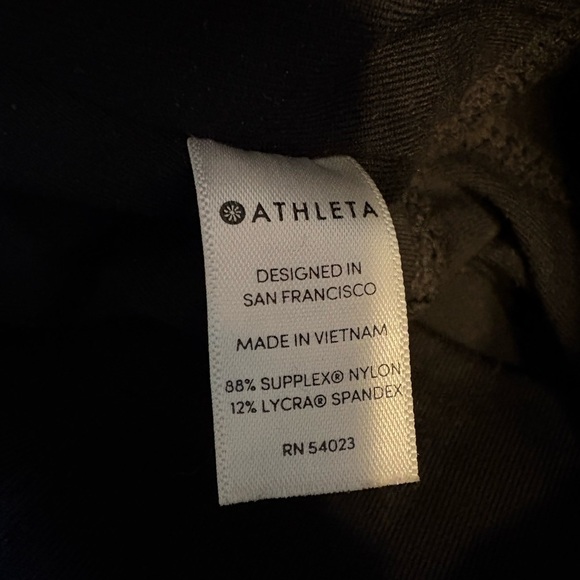 ATHLETA
DESIGNED IN
SAN FRANCISCO
MADE IN VIETNAM
88% SUPPLEX® NYLON
12% LYCRA® SPANDEX
RN 54023